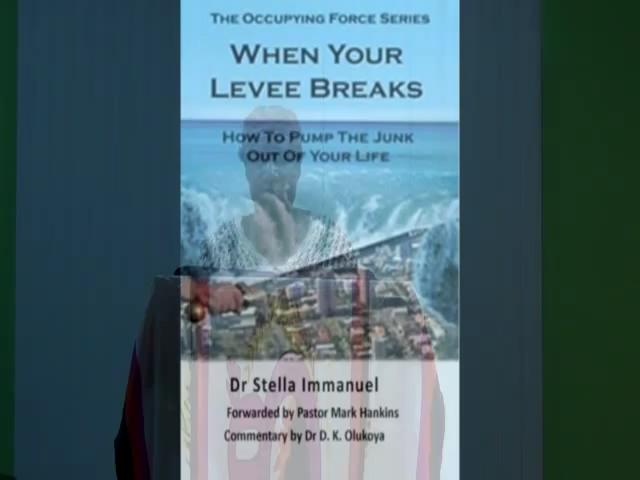 THE OCCUPYING FORCE SERIES
WHEN YOUR
LEVEE BREAKS
HOW TO PUMP THE JUNK
OUT OF YOUR LIFE
Dr Stella Immanuel
Forwarded by Pastor Mark Hankins
Commentary by Dr D. K. Olukoya